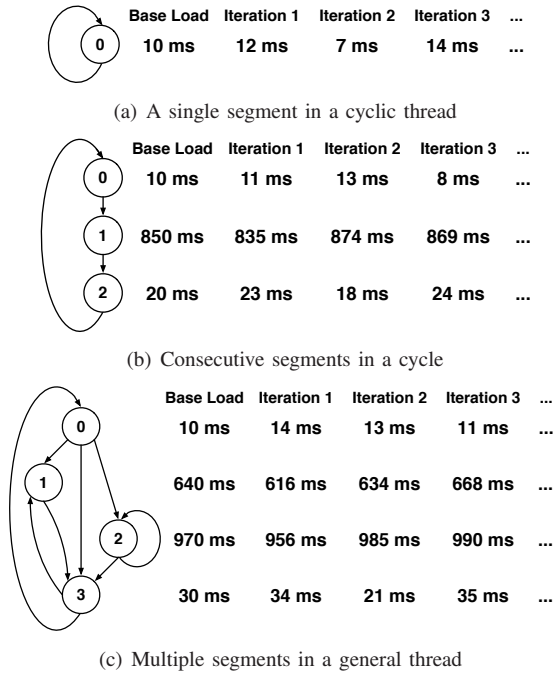 Base Load Iteration 1 Iteration 2 Iteration 3 ...
0 10 ms 12 ms 7 ms 14 ms ...
(a) A single segment in a cyclic thread
Base Load Iteration 1 Iteration 2 Iteration 3 ...
0 10 ms 11 ms 13 ms 8 ms ...
1 850 ms 835 ms 874 ms 869 ms ...
2 20 ms 23 ms 18 ms 24 ms ...
(b) Consecutive segments in a cycle
Base Load Iteration 1 Iteration 2 Iteration 3 ...
0 10 ms 14 ms 13 ms 11 ms ...
1 640 ms 616 ms 634 ms 668 ms ...
2 970 ms 956 ms 985 ms 990 ms ...
3 30 ms 34 ms 21 ms 35 ms ...
(c) Multiple segments in a general thread